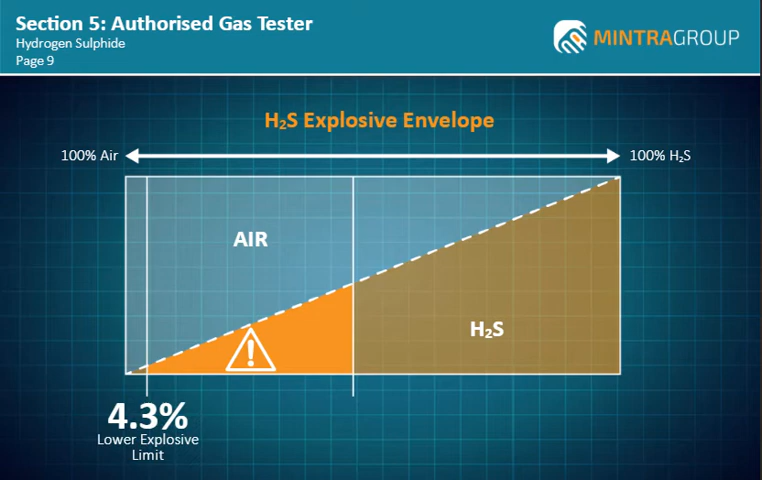 Section 5: Authorised Gas Tester
Hydrogen Sulphide
Page 9
MINTRAGROUP
H₂S Explosive Envelope
100% Air
100% H₂S
AIR
H₂S
4.3%
Lower Explosive
Limit